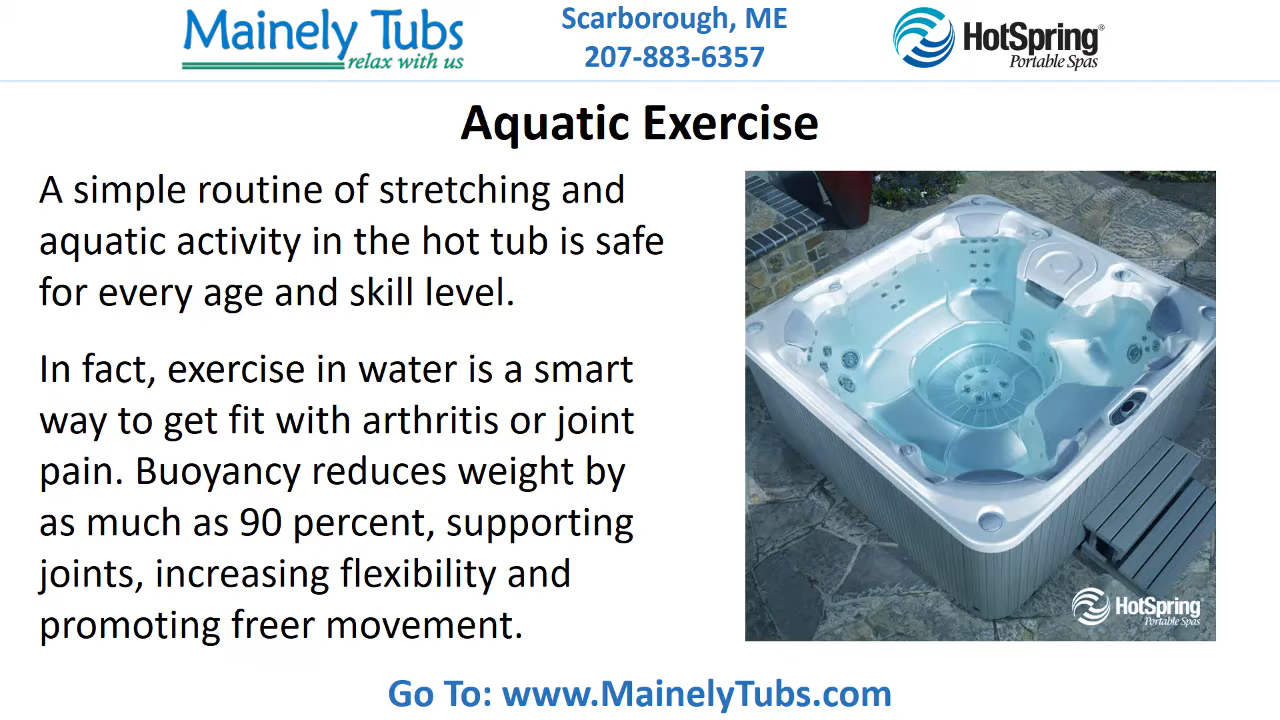 Mainely Tubs
relax with us
Scarborough, ME
207-883-6357
HotSpring®
Portable Spas
Aquatic Exercise
A simple routine of stretching and
aquatic activity in the hot tub is safe
for every age and skill level.
In fact, exercise in water is a smart
way to get fit with arthritis or joint
pain. Buoyancy reduces weight by
as much as 90 percent, supporting
joints, increasing flexibility and
promoting freer movement.
HotSpring
Portable Spas
Go To: www.MainelyTubs.com